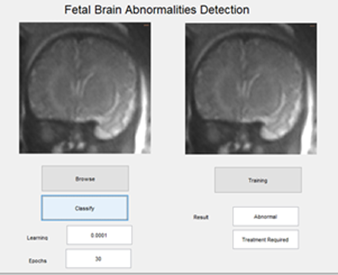 Fetal Brain Abnormalities Detection
Browse
Training
Classify
Result
Abnormal
Learning
0.0001
Treatment Required
Epochs
30